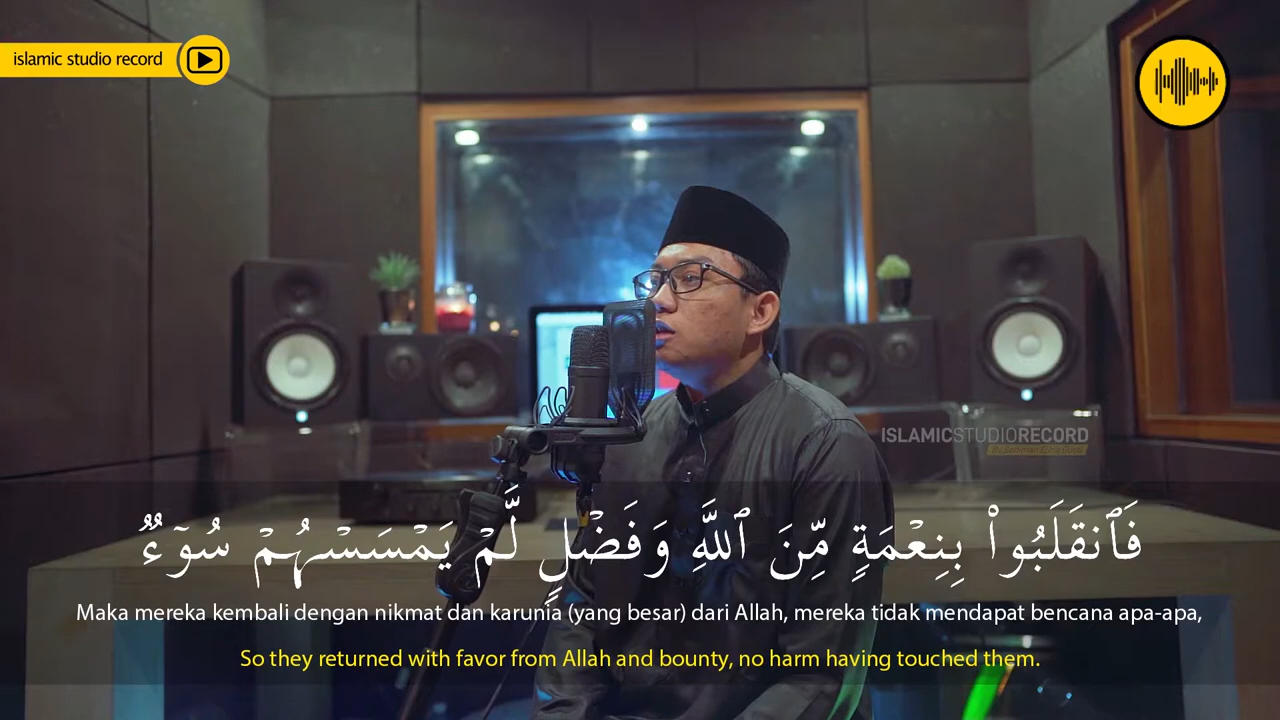 islamic studio record
ISLAMICSTUDIORECORD
فَٱنقَلَبُوا۟ بِنِعْمَةٍ مِّنَ ٱللَّهِ وَفَضْلٍ لَّمْ يَمْسَسْهُمْ سُوٓءٌ
Maka mereka kembali dengan nikmat dan karunia (yang besar) dari Allah, mereka tidak mendapat bencana apa-apa,
So they returned with favor from Allah and bounty, no harm having touched them.